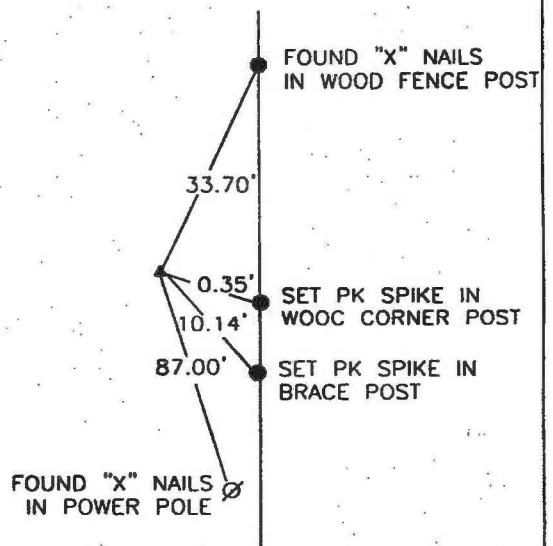 FOUND "X" NAILS
IN WOOD FENCE POST
33.70'
0.35'
SET PK SPIKE IN
WOOC CORNER POST
10.14'
87.00'
SET PK SPIKE IN
BRACE POST
FOUND "X" NAILS
IN POWER POLE